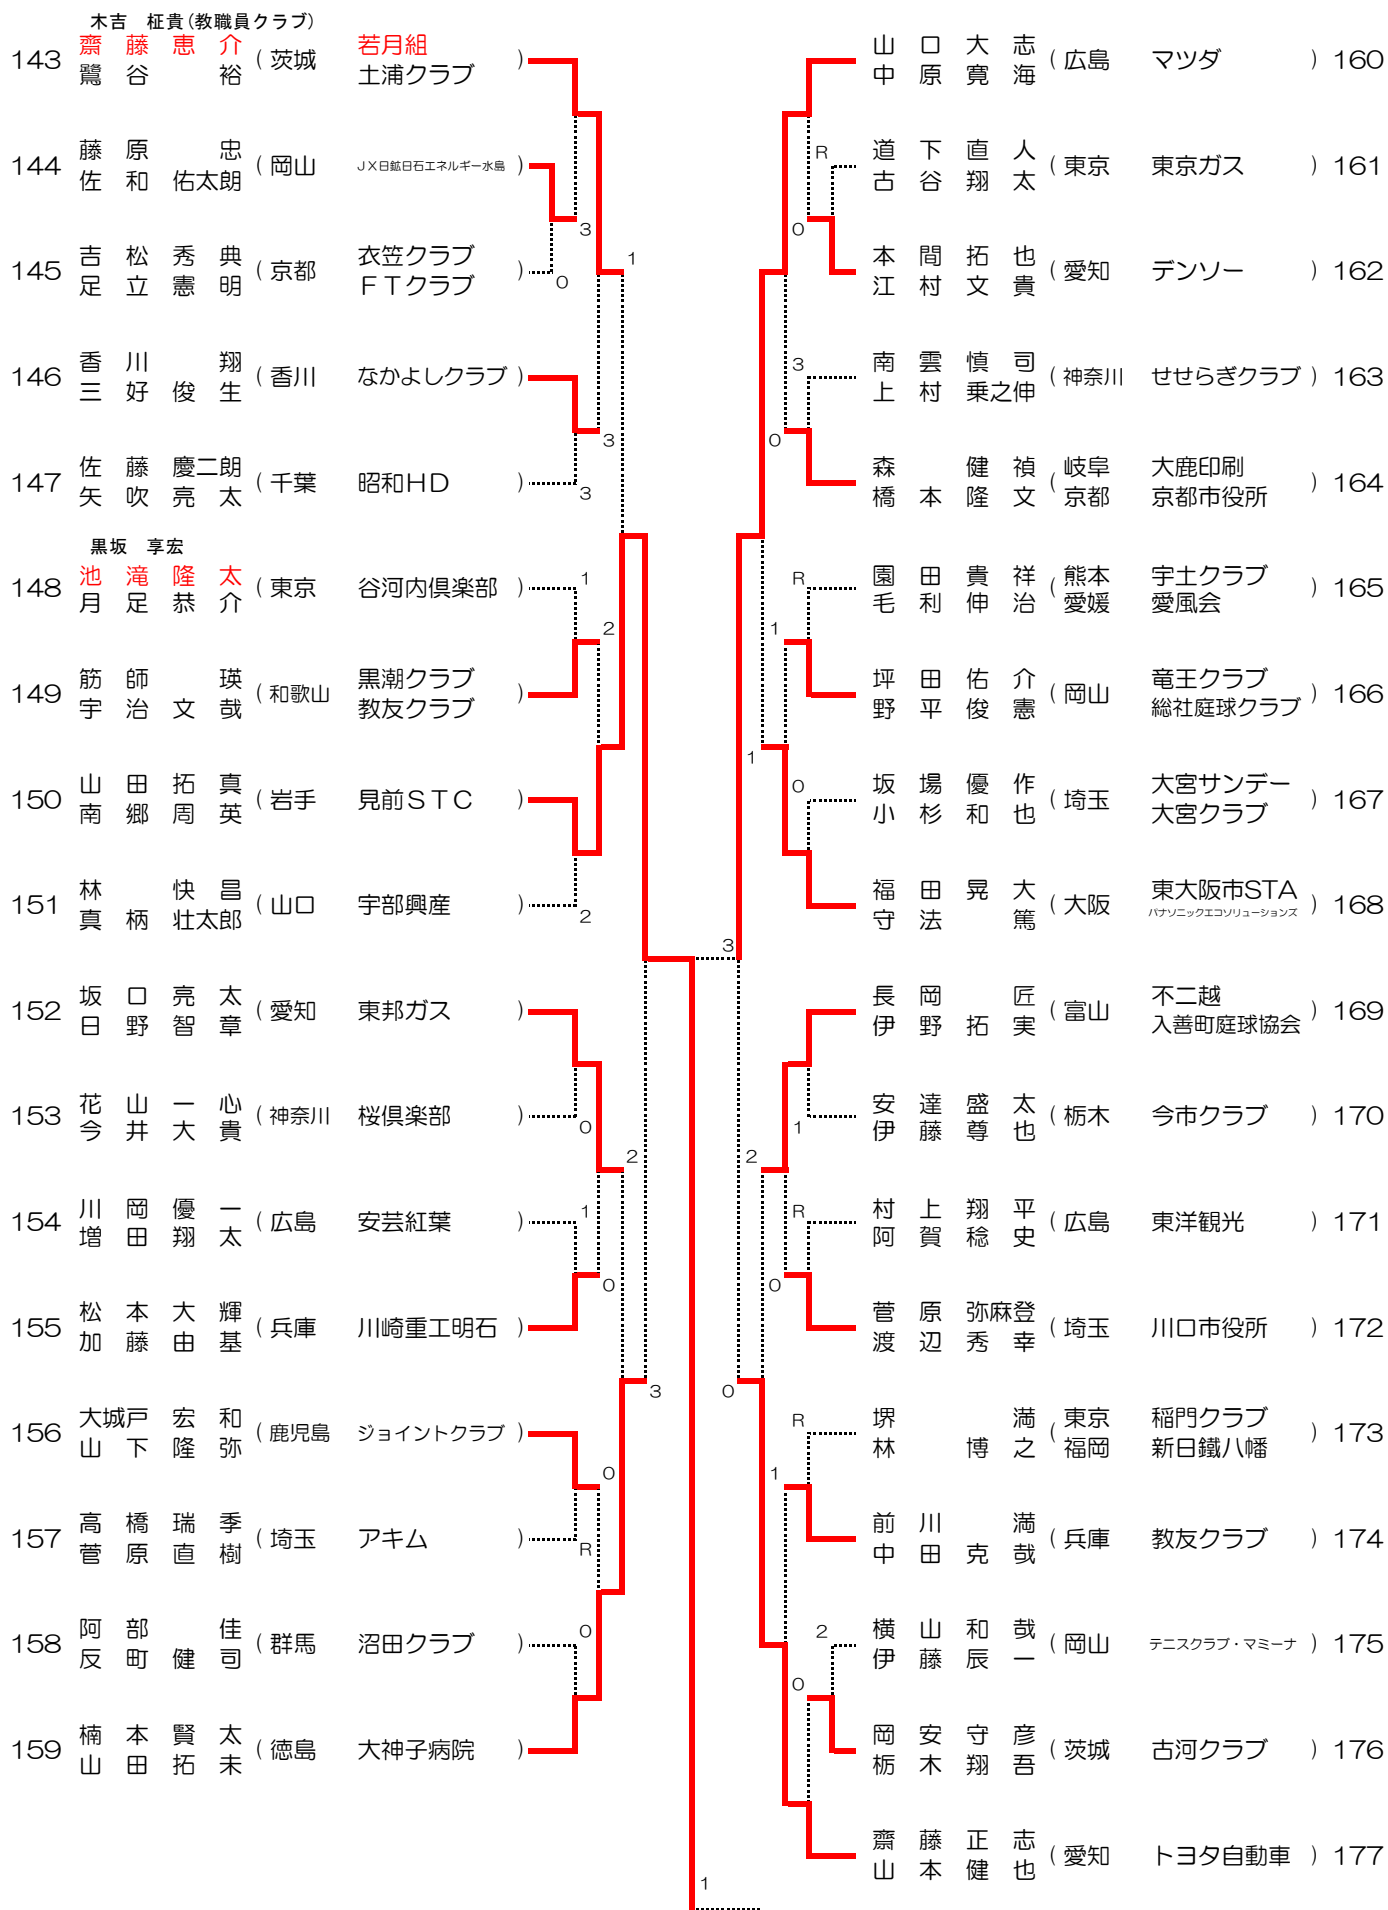 木吉 柾貴(教職員クラブ)
143 齋藤恵介 (茨城 若月組)
鷺谷裕 土浦クラブ
144 藤原忠 (岡山 JX日鉱日石エネルギー水島)
佐和佑太朗
3
145 吉松秀典 (京都 衣笠クラブ)
足立憲明 FTクラブ
0
1
146 香川翔 (香川 なかよしクラブ)
三好俊生
3
147 佐藤慶二朗 (千葉 昭和HD)
矢吹亮太
3
黒坂 享宏
148 池滝隆太 (東京 谷河内倶楽部)
月足恭介
1
2
149 筋師瑛 (和歌山 黒潮クラブ)
宇治文哉 教友クラブ
150 山田拓真 (岩手 見前STC)
南郷周英
151 林快昌 (山口 宇部興産)
真柄壮太郎
2
152 坂口亮太 (愛知 東邦ガス)
日野智章
153 花山一心 (神奈川 桜倶楽部)
今井大貴
0
2
154 川岡優一 (広島 安芸紅葉)
増田翔太
1
0
155 松本大輝 (兵庫 川崎重工明石)
加藤由基
3
156 大城戸宏和 (鹿児島 ジョイントクラブ)
山下隆弥
0
157 高橋瑞季 (埼玉 アキム)
菅原直樹
R
158 阿部佳 (群馬 沼田クラブ)
反町健司
0
159 楠本賢太 (徳島 大神子病院)
山田拓未
1
3
山口大志 (広島 マツダ) 160
中原寛海
R
道下直人 (東京 東京ガス) 161
古谷翔太
0
本間拓也 (愛知 デンソー) 162
江村文貴
3
南雲慎司 (神奈川 せせらぎクラブ) 163
上村乗之伸
0
森健禎 (岐阜 大鹿印刷) 164
橋本隆文 京都 京都市役所
R
園田貴祥 (熊本 宇土クラブ) 165
毛利伸治 愛媛 愛風会
1
坪田佑介 (岡山 竜王クラブ) 166
野平俊憲 総社庭球クラブ
1
0
坂場優作 (埼玉 大宮サンデー) 167
小杉和也 大宮クラブ
福田晃大 (大阪 東大阪市STA) 168
守法篤 パナソニックエコソリューションズ
長岡匠 (富山 不二越) 169
伊野拓実 入善町庭球協会
1
安達盛太 (栃木 今市クラブ) 170
伊藤尊也
2
R
村上翔平 (広島 東洋観光) 171
阿賀稔史
0
菅原弥麻登 (埼玉 川口市役所) 172
渡辺秀幸
0
R
堺満 (東京 稲門クラブ) 173
林博之 福岡 新日鐵八幡
1
前川満 (兵庫 教友クラブ) 174
中田克哉
2
横山和哉 (岡山 テニスクラブ・マミーナ) 175
伊藤辰一
0
岡安守彦 (茨城 古河クラブ) 176
栃木翔吾
齋藤正志 (愛知 トヨタ自動車) 177
山本健也